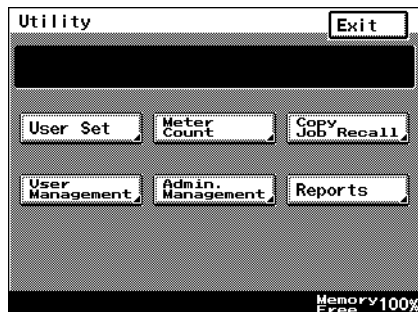 Utility
Exit
User Set
Meter
Count
Copy
Job Recall
User
Management
Admin.
Management
Reports
Memory
Free 100%